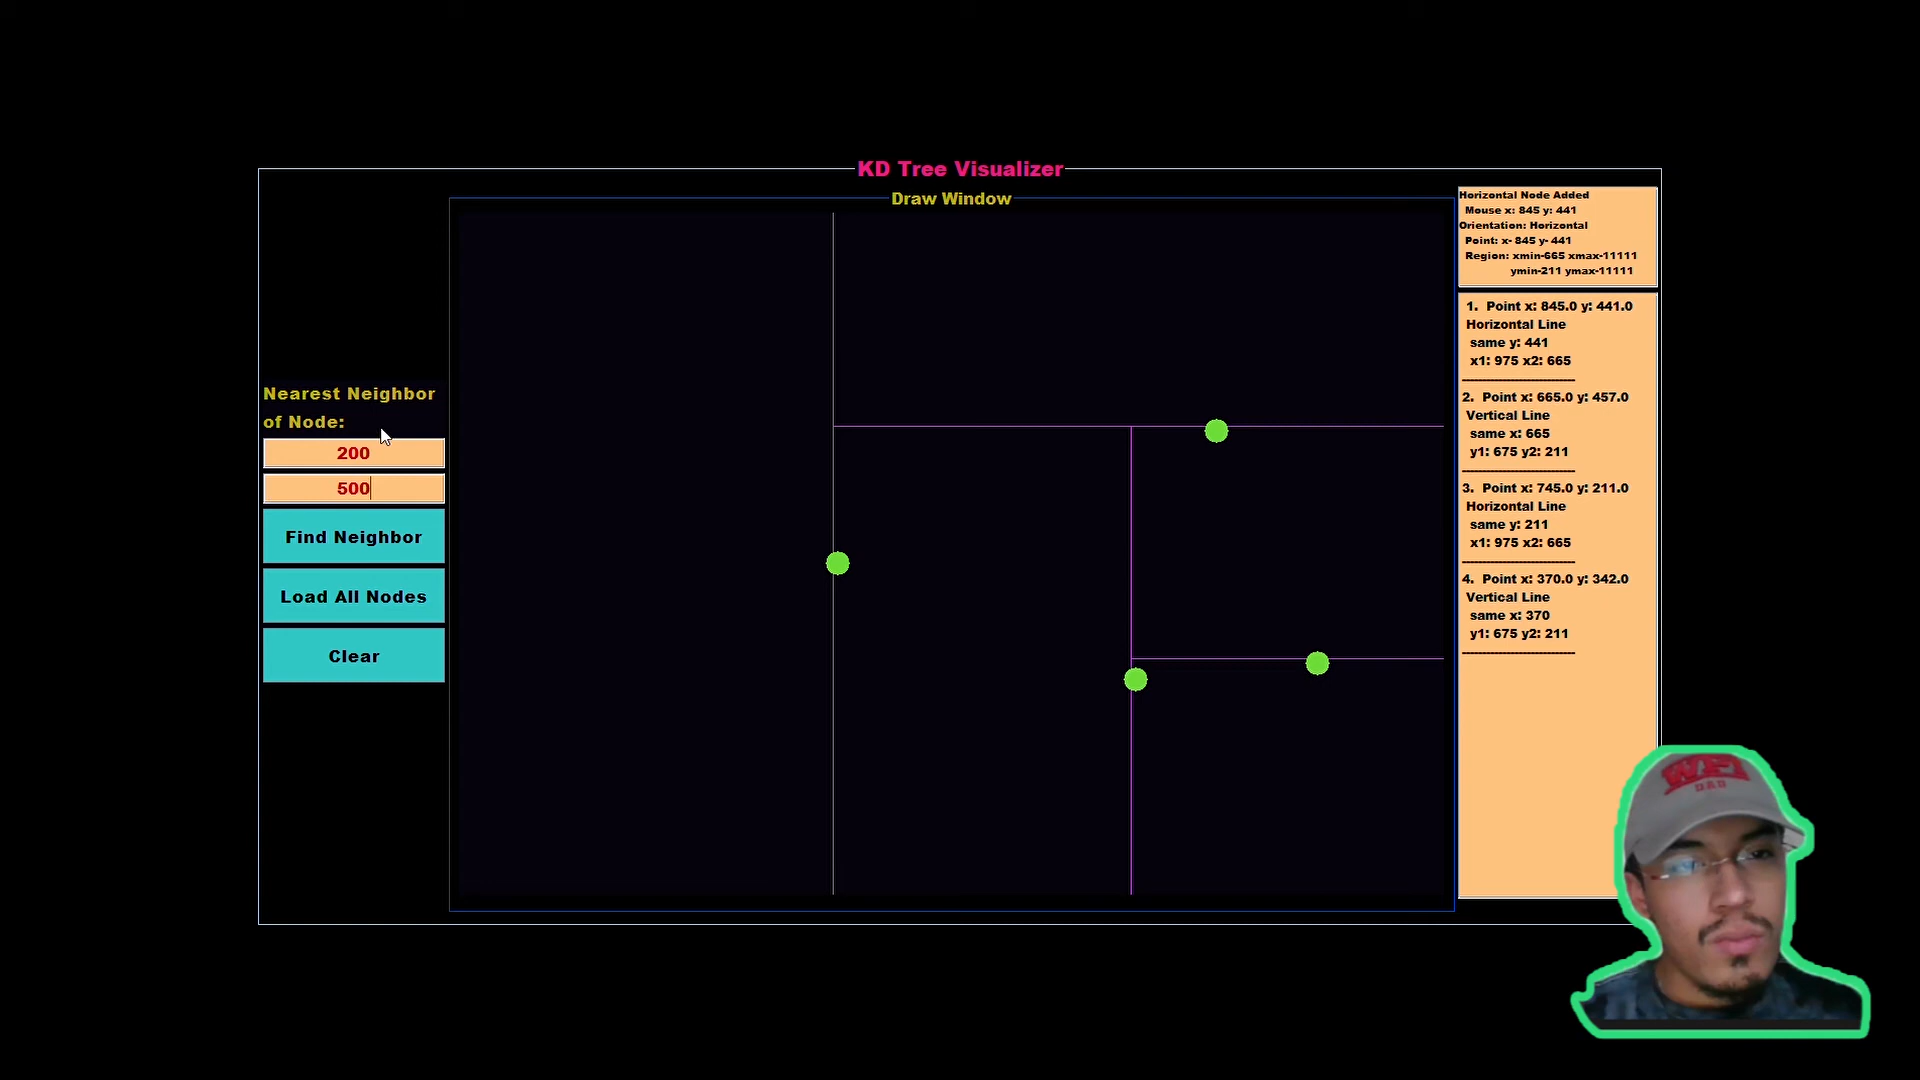 KD Tree Visualizer
Draw Window
Nearest Neighbor
of Node:
200
500
Find Neighbor
Load All Nodes
Clear
Horizontal Node Added
Mouse x: 845 y: 441
Orientation: Horizontal
Point: x- 845 y- 441
Region: xmin-665 xmax-11111
ymin-211 ymax-11111
1. Point x: 845.0 y: 441.0
Horizontal Line
same y: 441
x1: 975 x2: 665
----------------------------
2. Point x: 665.0 y: 457.0
Vertical Line
same x: 665
y1: 675 y2: 211
----------------------------
3. Point x: 745.0 y: 211.0
Horizontal Line
same y: 211
x1: 975 x2: 665
----------------------------
4. Point x: 370.0 y: 342.0
Vertical Line
same x: 370
y1: 675 y2: 211
----------------------------
DAD